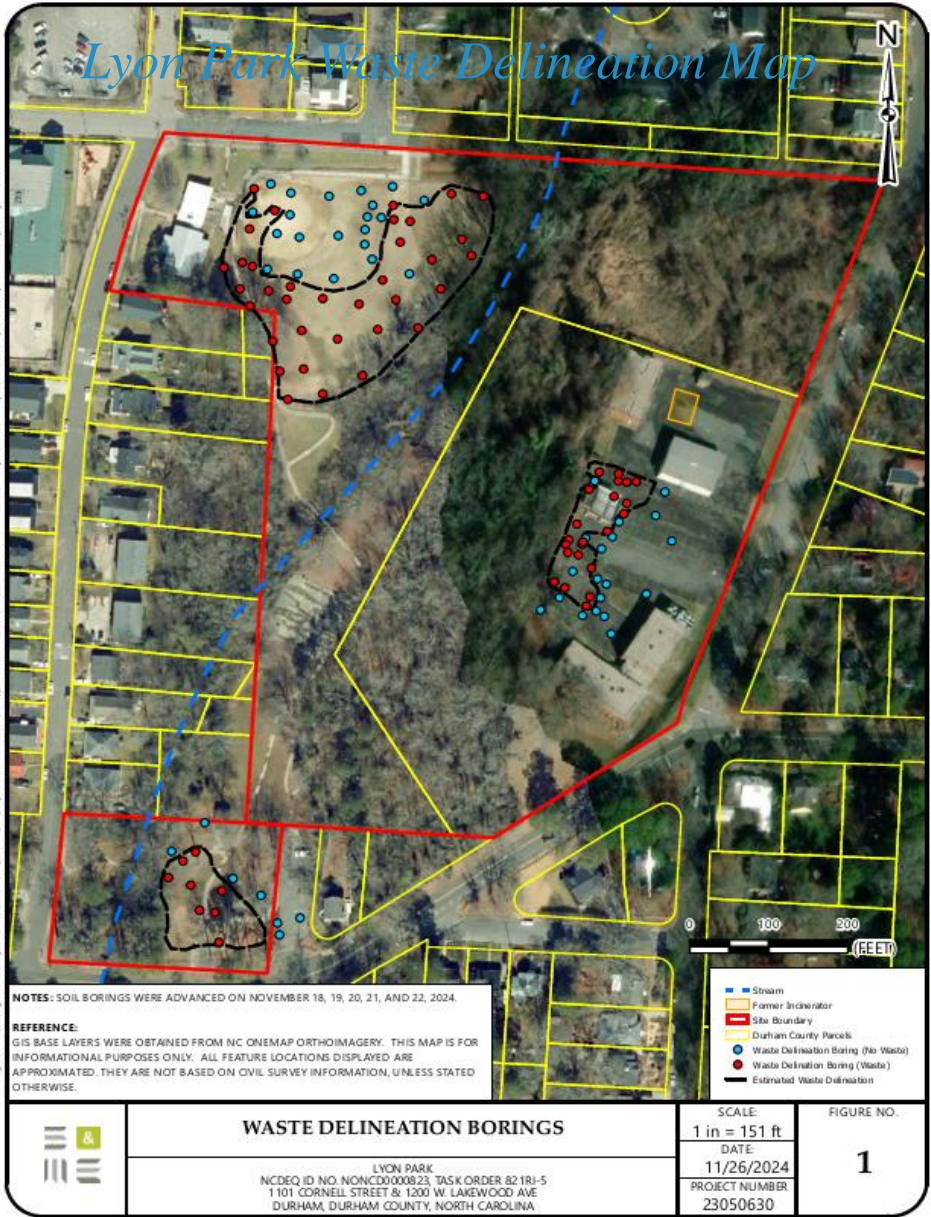 Lyon Park Waste Delineation Map
N
0 100 200
(FEET)
NOTES: SOIL BORINGS WERE ADVANCED ON NOVEMBER 18, 19, 20, 21, AND 22, 2024.
REFERENCE:
GIS BASE LAYERS WERE OBTAINED FROM NC ONEMAP ORTHOIMAGERY. THIS MAP IS FOR
INFORMATIONAL PURPOSES ONLY. ALL FEATURE LOCATIONS DISPLAYED ARE
APPROXIMATED. THEY ARE NOT BASED ON CIVIL SURVEY INFORMATION, UNLESS STATED
OTHERWISE.
Stream
Former Incinerator
Site Boundary
Durham County Parcels
Waste Delineation Boring (No Waste)
Waste Delination Boring (Waste)
Estimated Waste Delineation
S&
ME
WASTE DELINEATION BORINGS
LYON PARK
NCDEQ ID NO. NONCD0000823, TASK ORDER 821RI-5
1101 CORNELL STREET & 1200 W. LAKEWOOD AVE
DURHAM, DURHAM COUNTY, NORTH CAROLINA
SCALE:
1 in = 151 ft
DATE:
11/26/2024
PROJECT NUMBER
23050630
FIGURE NO.
1